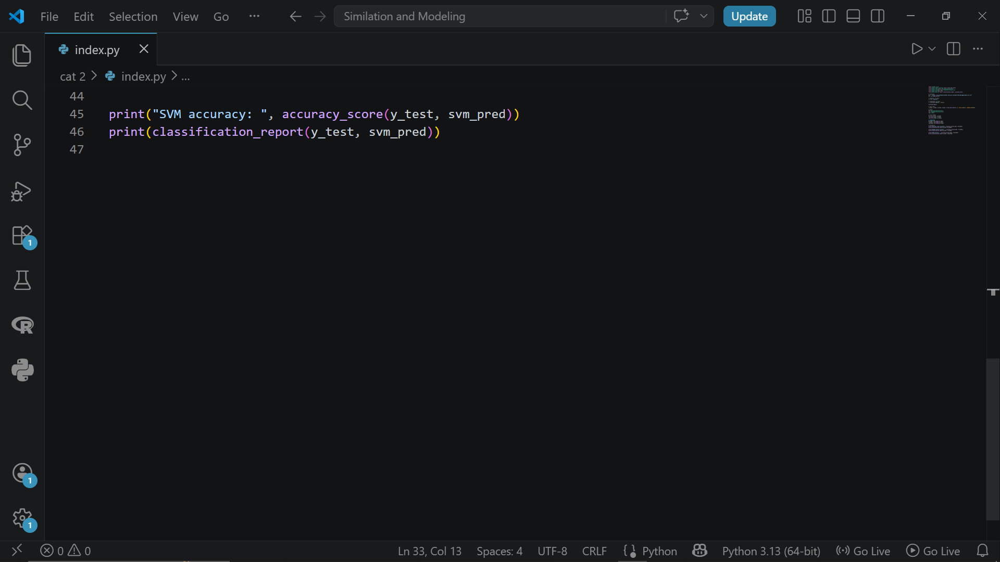 File Edit Selection View Go ··· Similation and Modeling Update
index.py
cat 2 > index.py > ...
44
45 print("SVM accuracy: ", accuracy_score(y_test, svm_pred))
46 print(classification_report(y_test, svm_pred))
47
1
1
1
0 0 Ln 33, Col 13 Spaces: 4 UTF-8 CRLF {} Python Python 3.13 (64-bit) Go Live Go Live